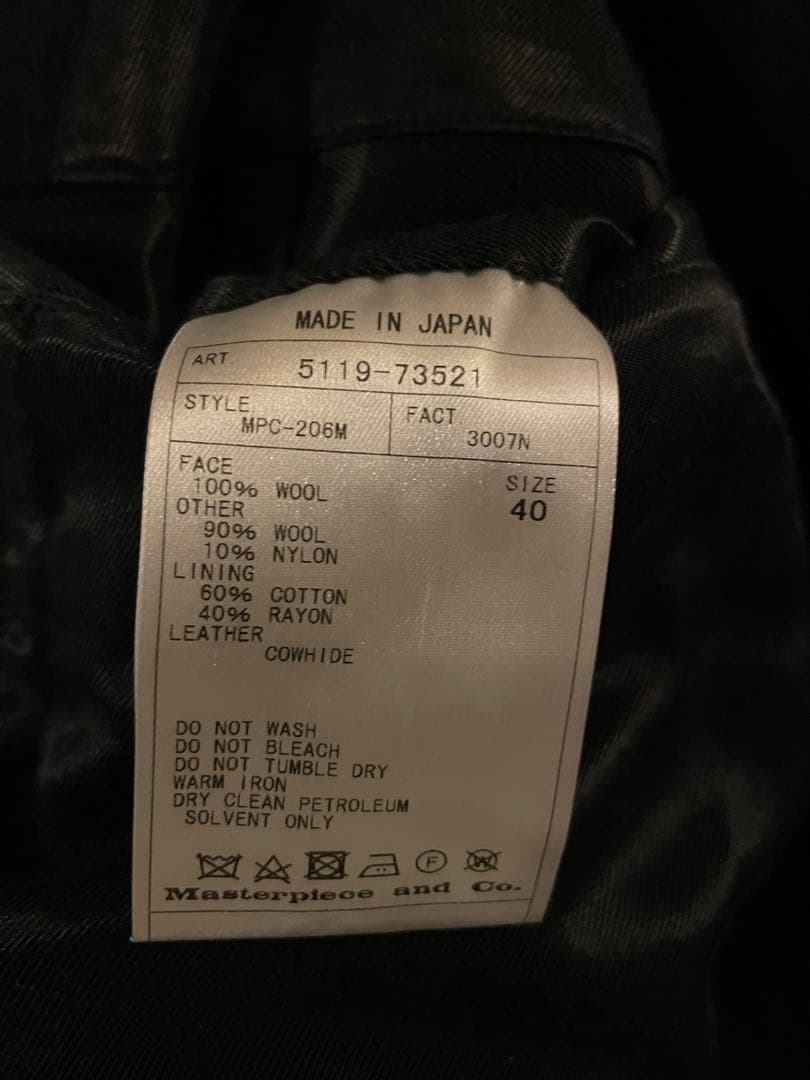 MADE IN JAPAN
ART. 5119-73521
STYLE FACT
MPC-206M 3007N
FACE
100% WOOL SIZE
OTHER 40
90% WOOL
10% NYLON
LINING
60% COTTON
40% RAYON
LEATHER
COWHIDE
DO NOT WASH
DO NOT BLEACH
DO NOT TUMBLE DRY
WARM IRON
DRY CLEAN PETROLEUM
SOLVENT ONLY
F W
Masterpiece and Co.